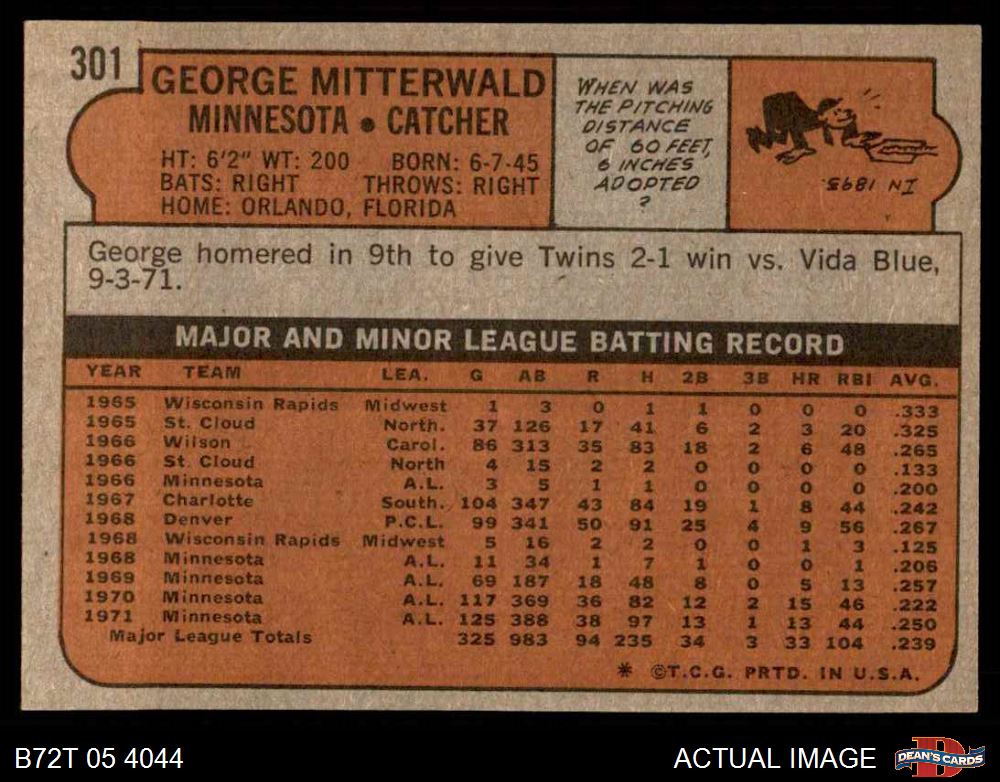 301
GEORGE MITTERWALD
MINNESOTA • CATCHER
HT: 6'2" WT: 200 BORN: 6-7-45
BATS: RIGHT THROWS: RIGHT
HOME: ORLANDO, FLORIDA
WHEN WAS
THE PITCHING
DISTANCE
OF 60 FEET,
6 INCHES
ADOPTED
?
IN 1893.
George homered in 9th to give Twins 2-1 win vs. Vida Blue,
9-3-71.
MAJOR AND MINOR LEAGUE BATTING RECORD
YEAR TEAM LEA. G AB R H 2B 3B HR RBI AVG.
1965 Wisconsin Rapids Midwest 1 3 0 1 1 0 0 0 .333
1965 St. Cloud North. 37 126 17 41 6 2 3 20 .325
1966 Wilson Carol. 86 313 35 83 18 2 6 48 .265
1966 St. Cloud North 4 15 2 2 0 0 0 0 .133
1966 Minnesota A.L. 3 5 1 1 0 0 0 0 .200
1967 Charlotte South. 104 347 43 84 19 1 8 44 .242
1968 Denver P.C.L. 99 341 50 91 25 4 9 56 .267
1968 Wisconsin Rapids Midwest 5 16 2 2 0 0 1 3 .125
1968 Minnesota A.L. 11 34 1 7 1 0 0 1 .206
1969 Minnesota A.L. 69 187 18 48 8 0 5 13 .257
1970 Minnesota A.L. 117 369 36 82 12 2 15 46 .222
1971 Minnesota A.L. 125 388 38 97 13 1 13 44 .250
Major League Totals 325 983 94 235 34 3 33 104 .239
* ©T.C.G. PRTD. IN U.S.A.
B72T 05 4044
ACTUAL IMAGE
D
DEAN'S CARDS